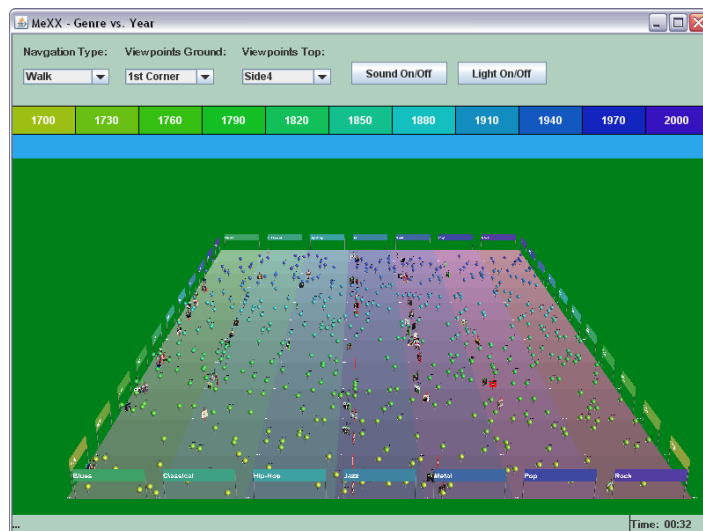 MeXX - Genre vs. Year
Navgation Type: Viewpoints Ground: Viewpoints Top:
Walk 1st Corner Side4 Sound On/Off Light On/Off
1700 1730 1760 1790 1820 1850 1880 1910 1940 1970 2000
Blues Classical Hip-Hop Jazz Metal Pop Rock
... Time: 00:32